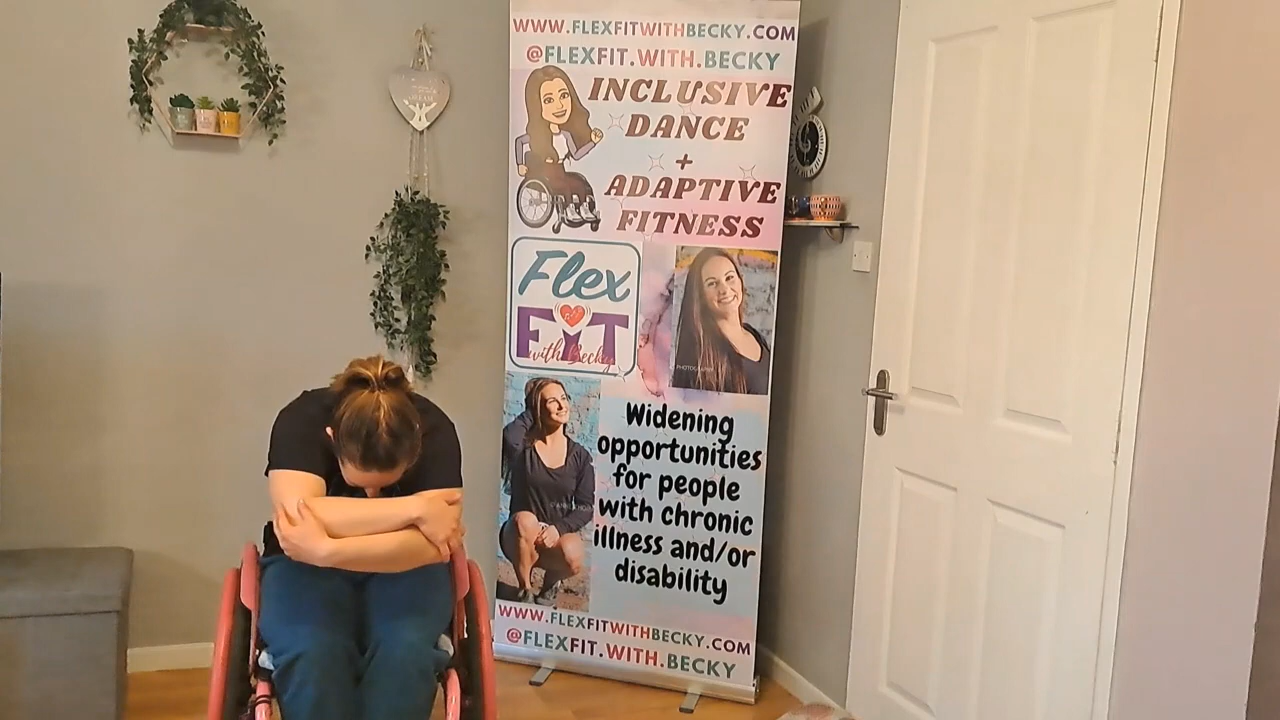 WWW.FLEXFITWITHBECKY.COM
@FLEXFIT.WITH.BECKY
INCLUSIVE
DANCE
+
ADAPTIVE
FITNESS
Flex
FiT
with Becky
Widening
opportunities
for people
with chronic
illness and/or
disability
WWW.FLEXFITWITHBECKY.COM
@FLEXFIT.WITH.BECKY